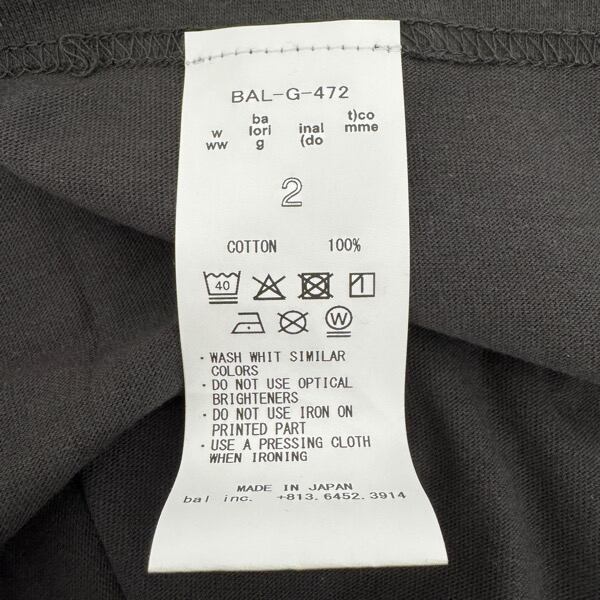 BAL-G-472
w
ww
ba
lori
g
inal
(do
t)co
mme
2
COTTON 100%
40
1
W
・WASH WHIT SIMILAR
COLORS
・DO NOT USE OPTICAL
BRIGHTENERS
・DO NOT USE IRON ON
PRINTED PART
・USE A PRESSING CLOTH
WHEN IRONING
MADE IN JAPAN
bal inc. +813.6452.3914